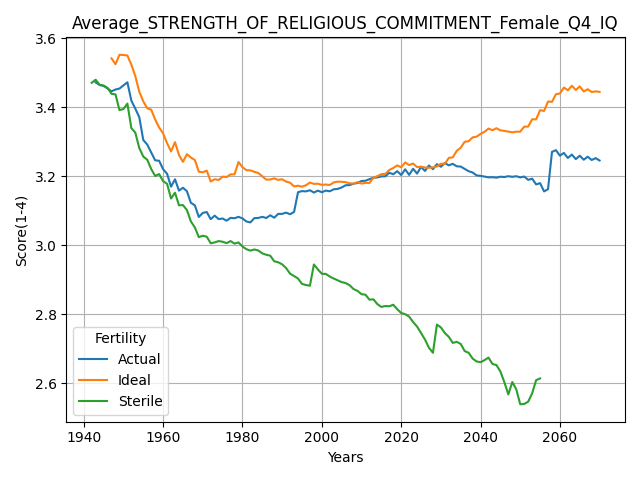 Average_STRENGTH_OF_RELIGIOUS_COMMITMENT_Female_Q4_IQ
3.6
3.4
3.2
3.0
2.8
2.6
Score(1-4)
Fertility
Actual
Ideal
Sterile
1940 1960 1980 2000 2020 2040 2060
Years